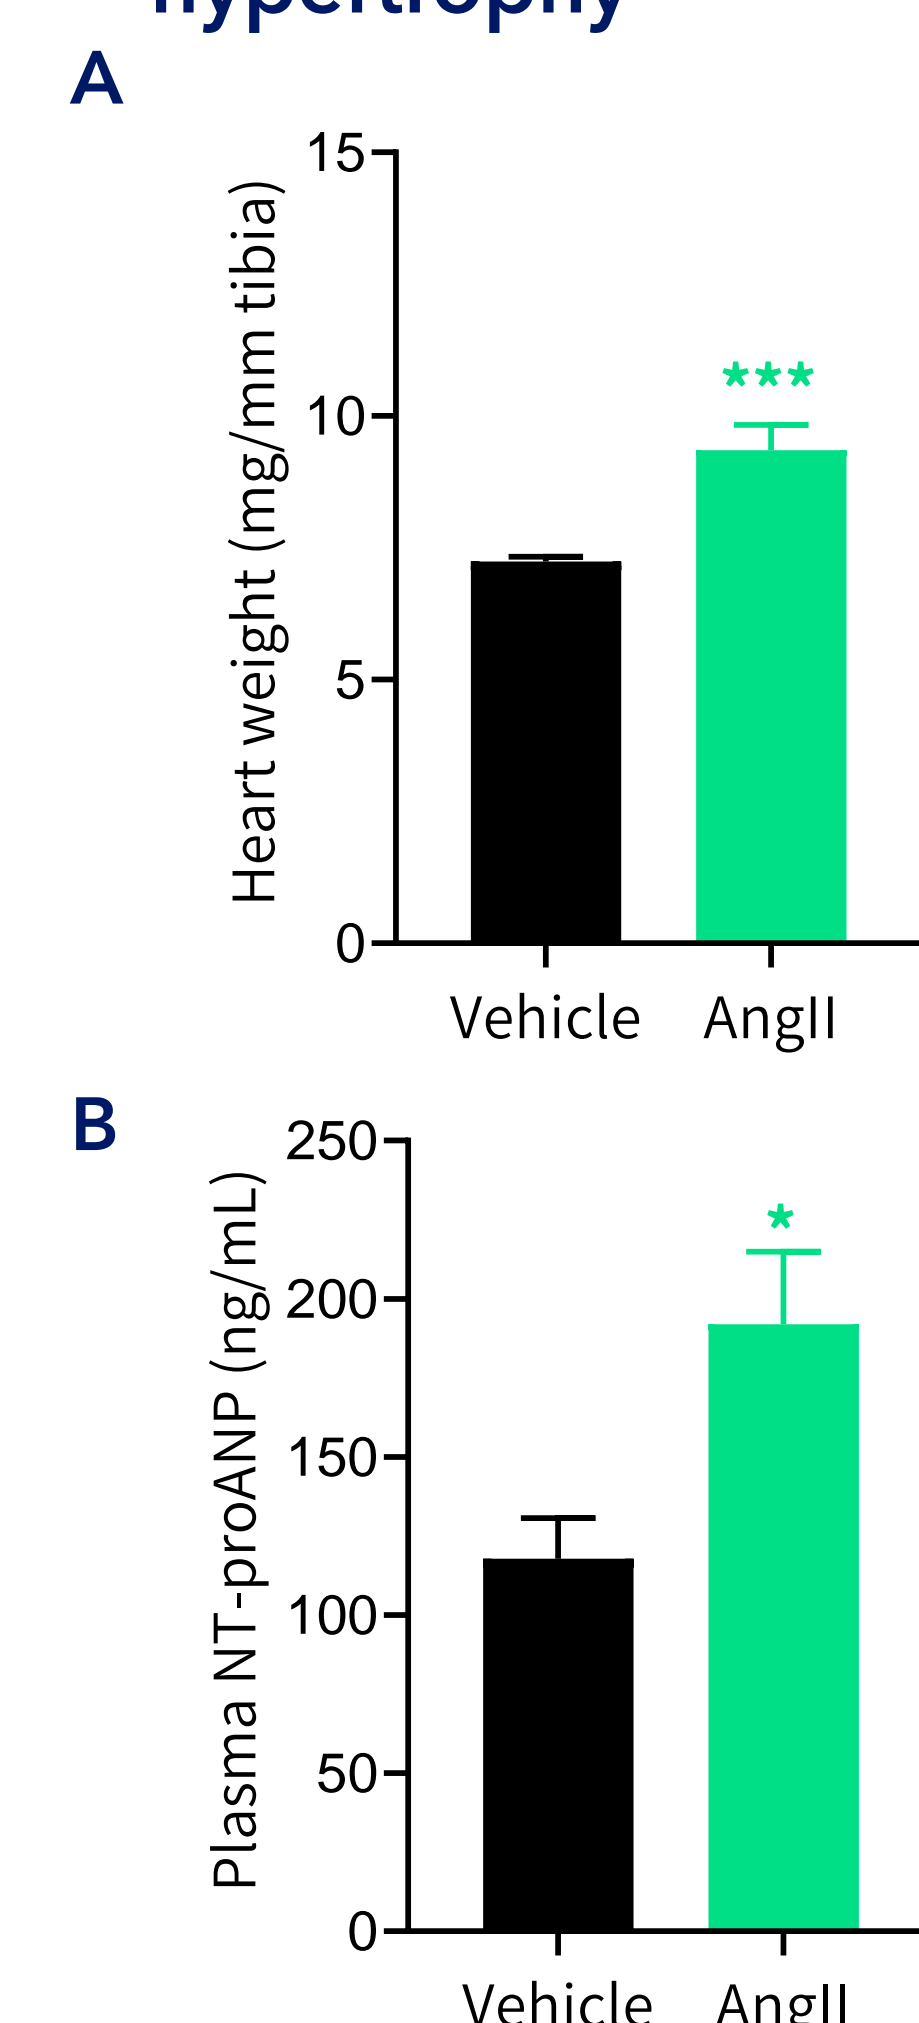 hypertrophy
A
Heart weight (mg/mm tibia)
15
10
5
0
***
Vehicle AngII
B
Plasma NT-proANP (ng/mL)
250
200
150
100
50
0
*
Vehicle AngII